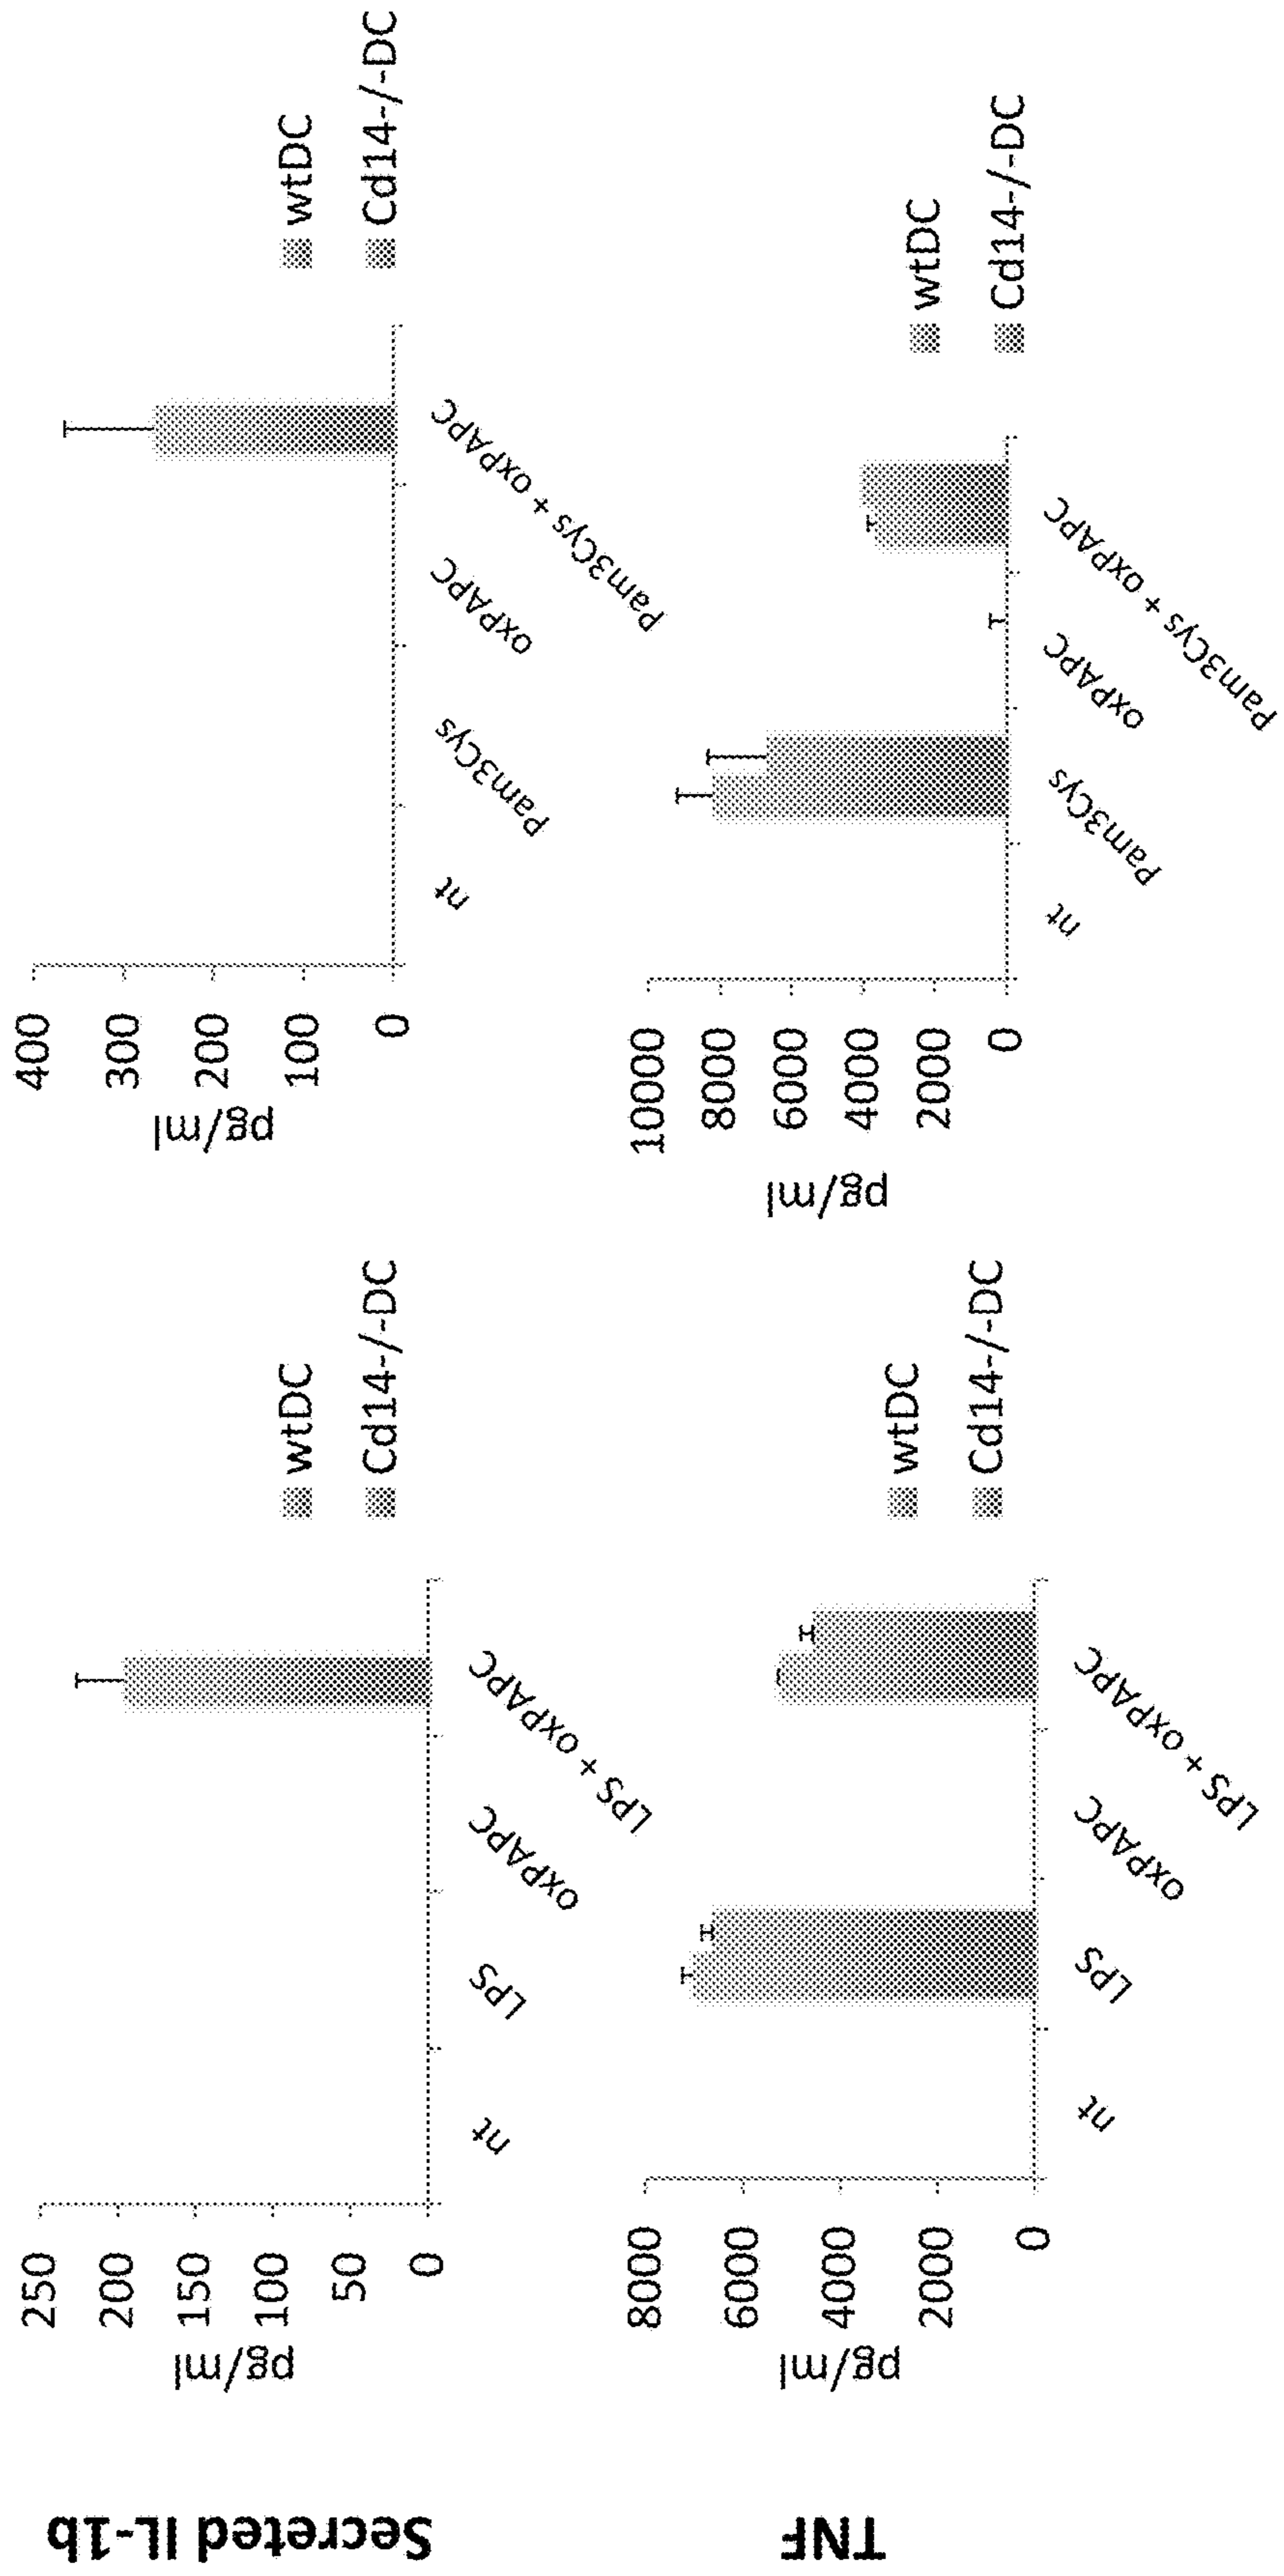 Secreted IL-1b
pg/ml
250
200
150
100
50
0
nt
LPS
oxPAPC
LPS + oxPAPC
wtDC
Cd14-/-DC
pg/ml
400
300
200
100
0
nt
Pam3Cys
oxPAPC
Pam3Cys + oxPAPC
wtDC
Cd14-/-DC
TNF
pg/ml
8000
6000
4000
2000
0
nt
LPS
oxPAPC
LPS + oxPAPC
wtDC
Cd14-/-DC
pg/ml
10000
8000
6000
4000
2000
0
nt
Pam3Cys
oxPAPC
Pam3Cys + oxPAPC
wtDC
Cd14-/-DC